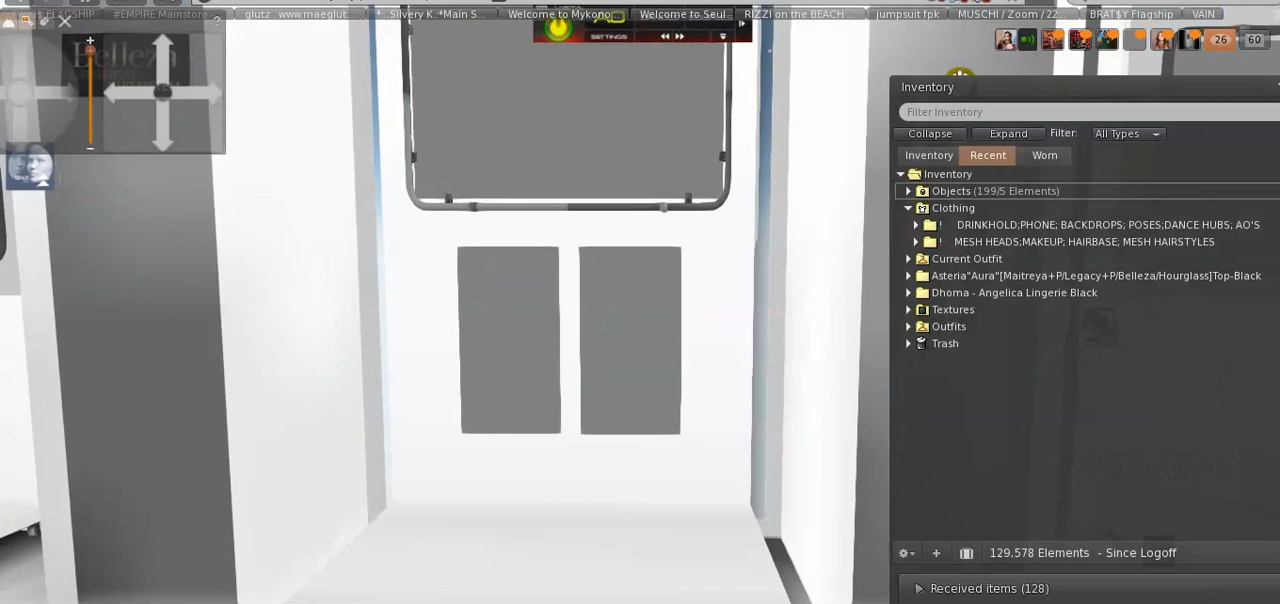 FLAGSHIP
#EMPIRE Mainstore
glutz . www.maeglut...
*..Silvery K..*Main S...
Welcome to Mykono...
Welcome to Seul
RIZZI on the BEACH ...
jumpsuit fpk
MUSCHI / Zoom / 22...
BRAT$Y Flagship
VAIN
?
Belleza
SETTINGS
26
60
Inventory
Filter Inventory
Collapse Expand Filter: All Types
Inventory Recent Worn
Inventory
Objects (199/5 Elements)
Clothing
! DRINKHOLD;PHONE; BACKDROPS; POSES;DANCE HUBS; AO'S
! MESH HEADS;MAKEUP; HAIRBASE; MESH HAIRSTYLES
Current Outfit
Asteria"Aura"[Maitreya+P/Legacy+P/Belleza/Hourglass]Top-Black
Dhoma - Angelica Lingerie Black
Textures
Outfits
Trash
129,578 Elements - Since Logoff
Received items (128)